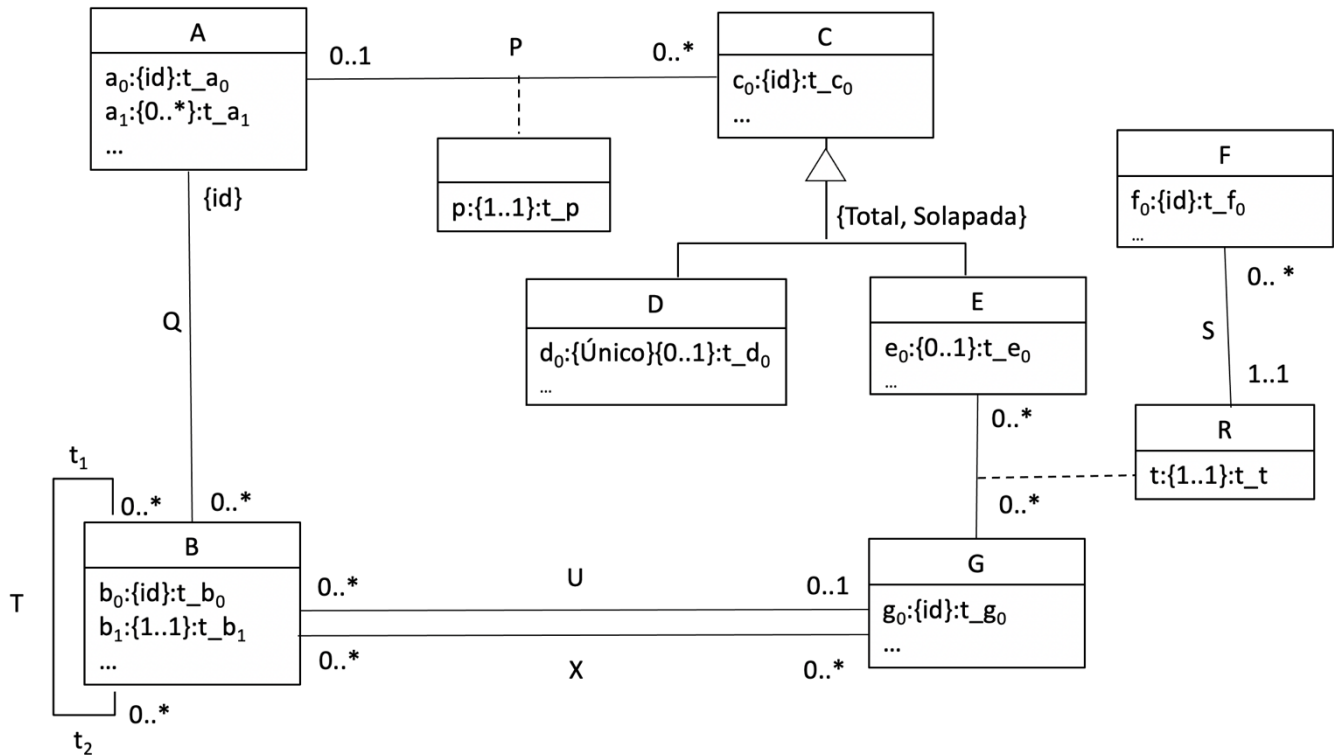 A
a₀:{id}:t_a₀
a₁:{0..*}:t_a₁
...
0..1
P
0..*
C
c₀:{id}:t_c₀
...
p:{1..1}:t_p
{id}
{Total, Solapada}
F
f₀:{id}:t_f₀
...
D
d₀:{Único}{0..1}:t_d₀
...
E
e₀:{0..1}:t_e₀
...
0..*
S
1..1
Q
0..*
R
t:{1..1}:t_t
0..*
t₁
0..*
0..*
T
B
b₀:{id}:t_b₀
b₁:{1..1}:t_b₁
...
0..*
U
0..1
0..*
X
0..*
G
g₀:{id}:t_g₀
...
0..*
t₂